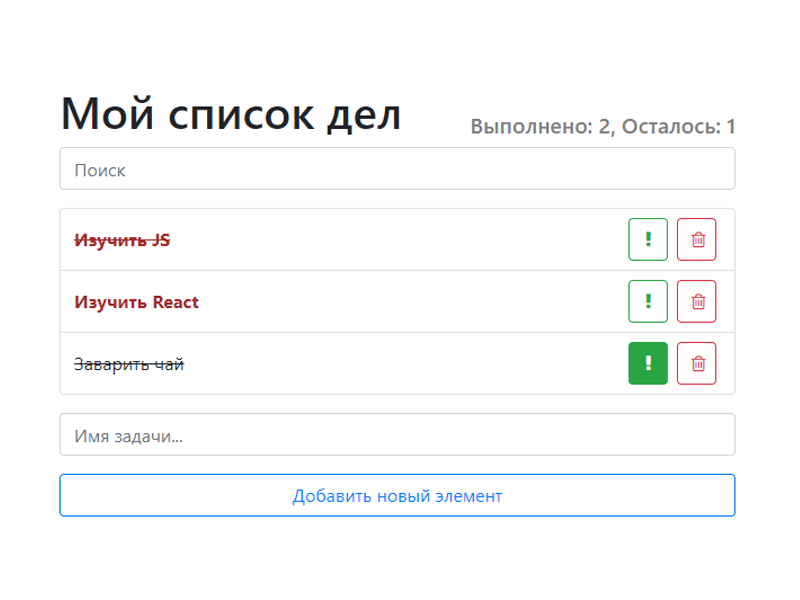 Мой список дел
Выполнено: 2, Осталось: 1
Поиск
Изучить JS
!
Изучить React
!
Заварить чай
!
Имя задачи...
Добавить новый элемент